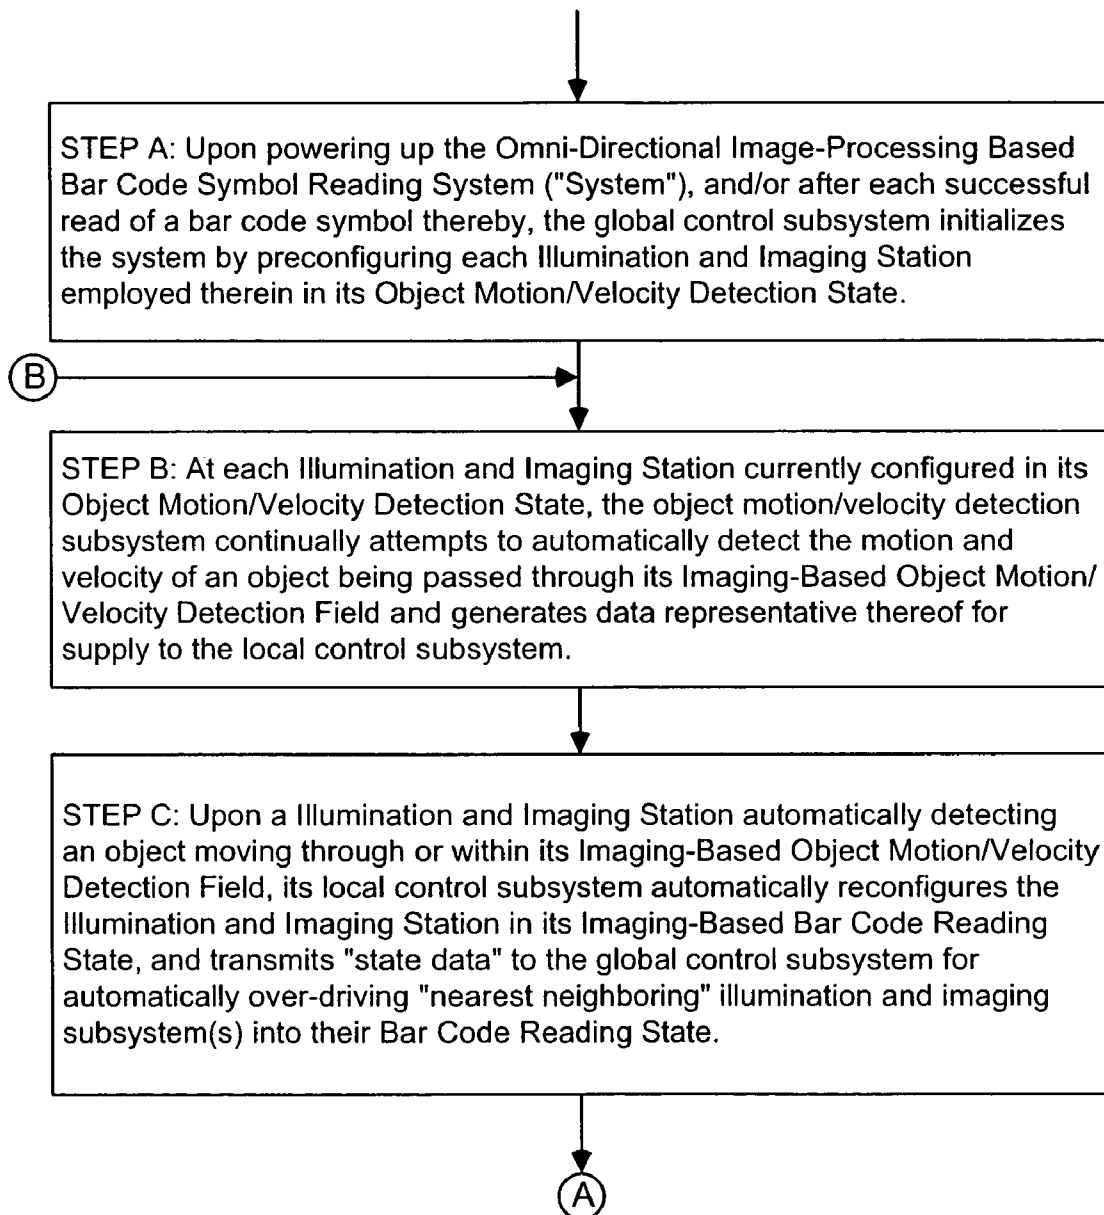 STEP A: Upon powering up the Omni-Directional Image-Processing Based
Bar Code Symbol Reading System ("System"), and/or after each successful
read of a bar code symbol thereby, the global control subsystem initializes
the system by preconfiguring each Illumination and Imaging Station
employed therein in its Object Motion/Velocity Detection State.
B
STEP B: At each Illumination and Imaging Station currently configured in its
Object Motion/Velocity Detection State, the object motion/velocity detection
subsystem continually attempts to automatically detect the motion and
velocity of an object being passed through its Imaging-Based Object Motion/
Velocity Detection Field and generates data representative thereof for
supply to the local control subsystem.
STEP C: Upon a Illumination and Imaging Station automatically detecting
an object moving through or within its Imaging-Based Object Motion/Velocity
Detection Field, its local control subsystem automatically reconfigures the
Illumination and Imaging Station in its Imaging-Based Bar Code Reading
State, and transmits "state data" to the global control subsystem for
automatically over-driving "nearest neighboring" illumination and imaging
subsystem(s) into their Bar Code Reading State.
A